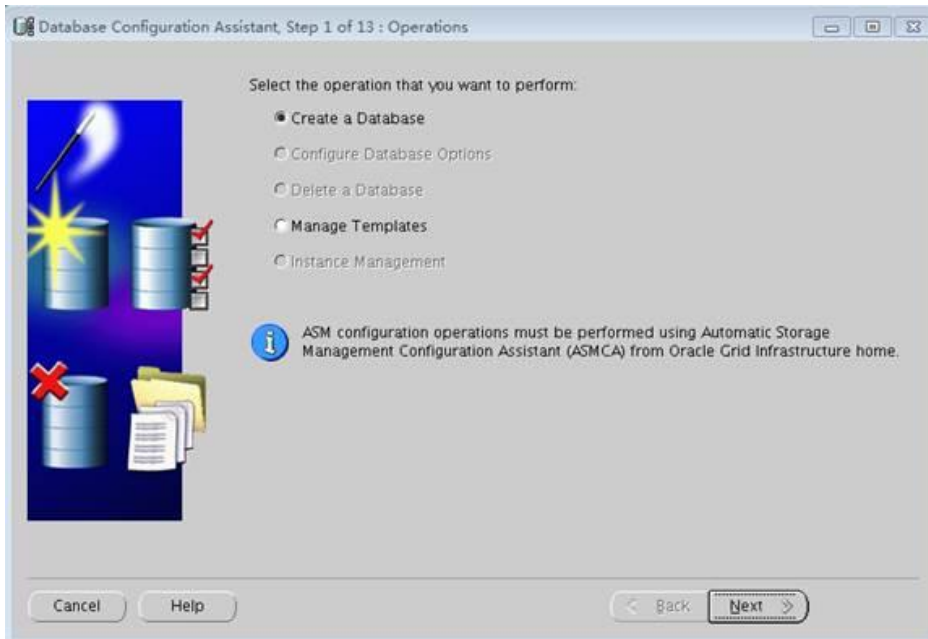 Database Configuration Assistant, Step 1 of 13 : Operations
Select the operation that you want to perform:
Create a Database
Configure Database Options
Delete a Database
Manage Templates
Instance Management
ASM configuration operations must be performed using Automatic Storage
Management Configuration Assistant (ASMCA) from Oracle Grid Infrastructure home.
Cancel
Help
Back
Next